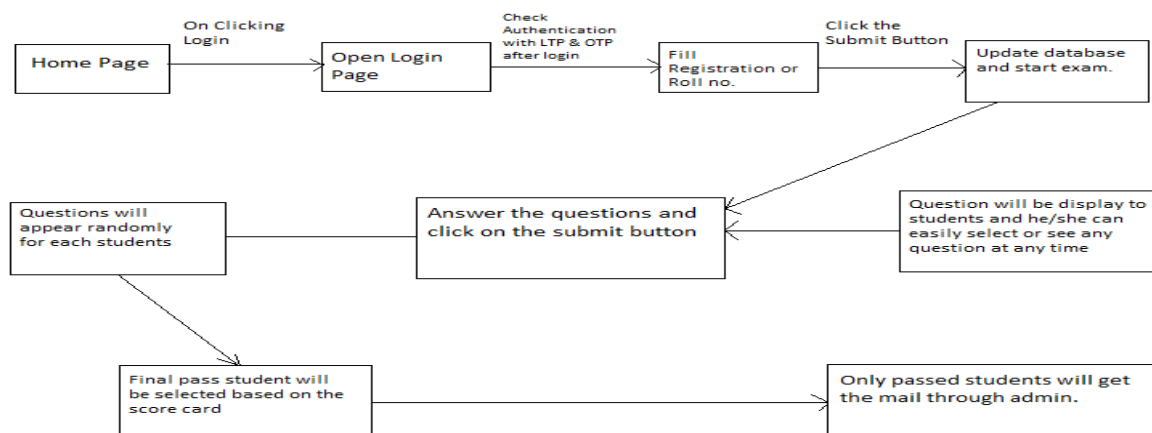 On Clicking
Login
Check
Authentication
with LTP & OTP
after login
Click the
Submit Button
Home Page
Open Login
Page
Fill
Registration or
Roll no.
Update database
and start exam.
Questions will
appear randomly
for each students
Answer the questions and
click on the submit button
Question will be display to
students and he/she can
easily select or see any
question at any time
Final pass student will
be selected based on the
score card
Only passed students will get
the mail through admin.